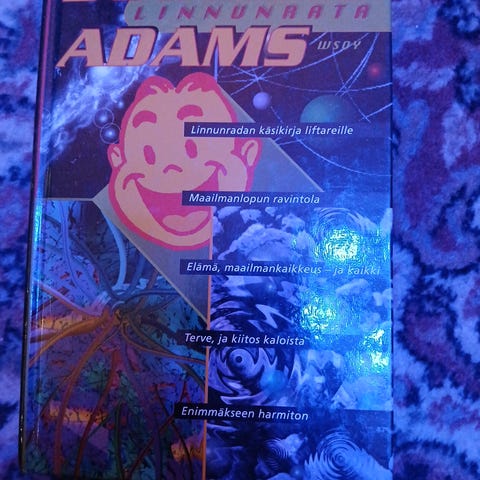 LINNUNRATA
ADAMS
WSOY
Linnunradan käsikirja liftareille
Maailmanlopun ravintola
Elämä, maailmankaikkeus – ja kaikki
Terve, ja kiitos kaloista
Enimmäkseen harmiton